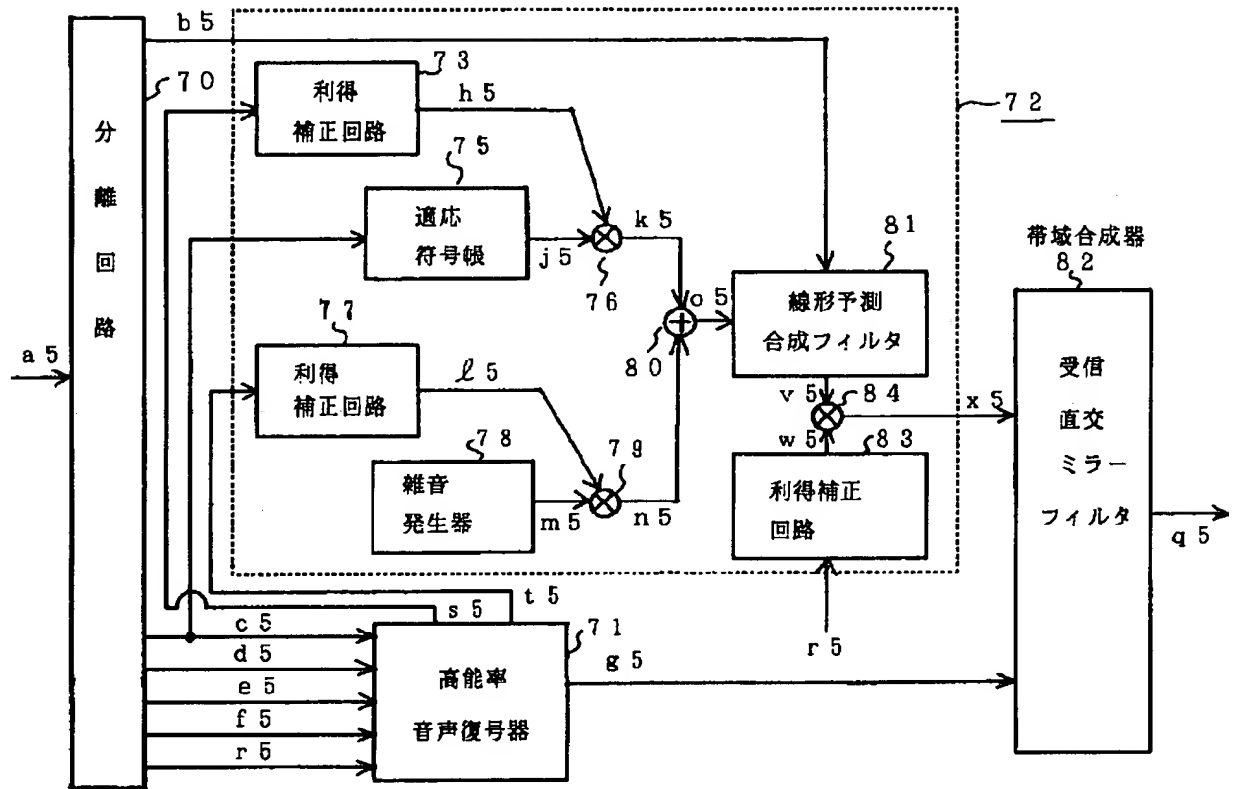 b5
70
分離回路
a5
73
利得
補正回路
h5
72
75
適応
符号帳
j5
76
k5
77
利得
補正回路
ℓ5
78
雑音
発生器
m5
79
n5
80
o5
81
線形予測
合成フィルタ
v5
84
x5
w5
83
利得補正
回路
r5
帯域合成器
82
受信
直交
ミラー
フィルタ
q5
s5
t5
c5
d5
e5
f5
r5
71
高能率
音声復号器
g5